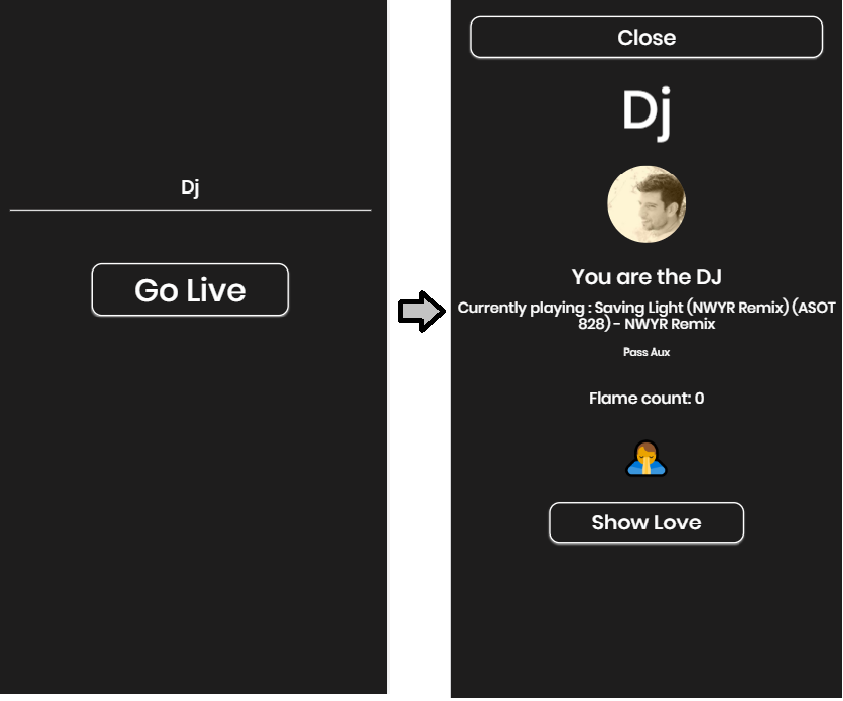 Dj
Go Live
Close
Dj
You are the DJ
Currently playing : Saving Light (NWYR Remix) (ASOT
828) - NWYR Remix
Pass Aux
Flame count: 0
Show Love